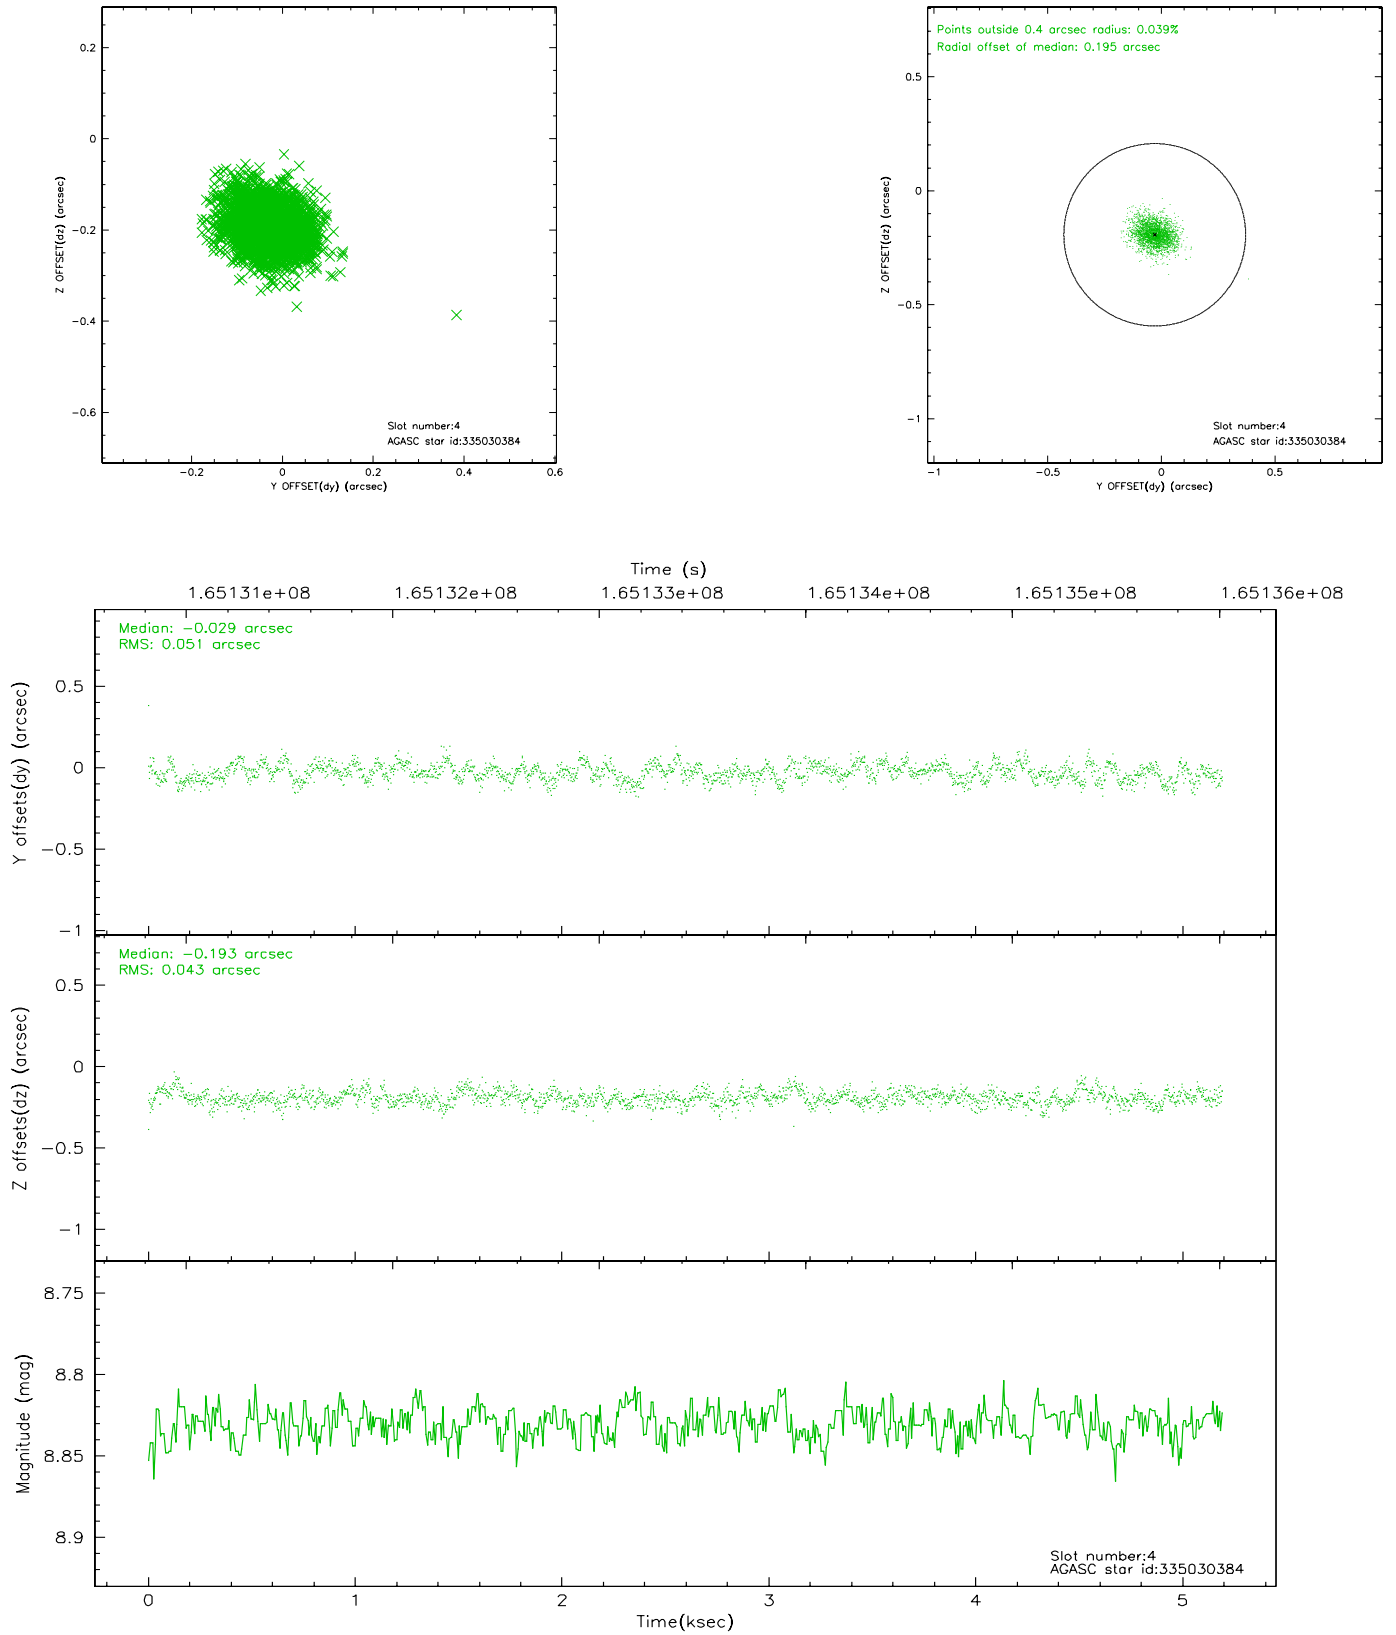 0.2
0
−0.2
−0.4
−0.6
Z OFFSET(dz) (arcsec)
Slot number:4
AGASC star id:335030384
−0.2 0 0.2 0.4 0.6
Y OFFSET(dy) (arcsec)
Points outside 0.4 arcsec radius: 0.039%
Radial offset of median: 0.195 arcsec
0.5
0
−0.5
−1
Z OFFSET(dz) (arcsec)
Slot number:4
AGASC star id:335030384
−1 −0.5 0 0.5
Y OFFSET(dy) (arcsec)
Time (s)
1.65131e+08 1.65132e+08 1.65133e+08 1.65134e+08 1.65135e+08 1.65136e+08
Median: −0.029 arcsec
RMS: 0.051 arcsec
0.5
0
−0.5
−1
Y offsets(dy) (arcsec)
Median: −0.193 arcsec
RMS: 0.043 arcsec
0.5
0
−0.5
−1
Z offsets(dz) (arcsec)
8.75
8.8
8.85
8.9
Magnitude (mag)
Slot number:4
AGASC star id:335030384
0 1 2 3 4 5
Time(ksec)